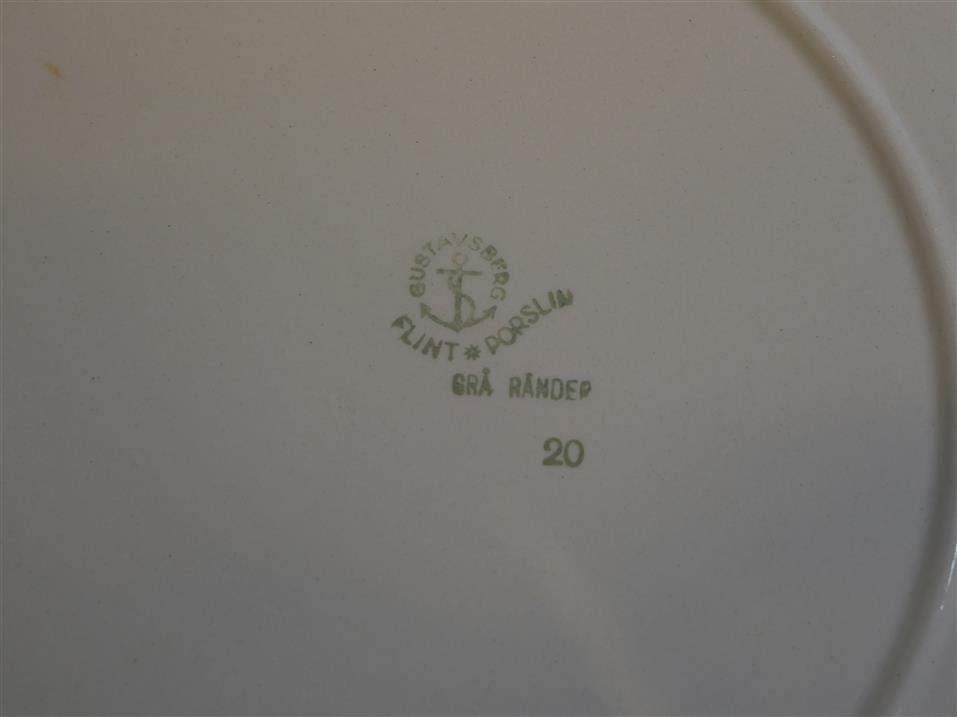 GUSTAVSBERG
FLINT * PORSLIN
GRÅ RÄNDER
20